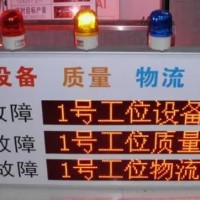 设备 质量 物流
故障 1号工位设备
故障 1号工位质量
故障 1号工位物流